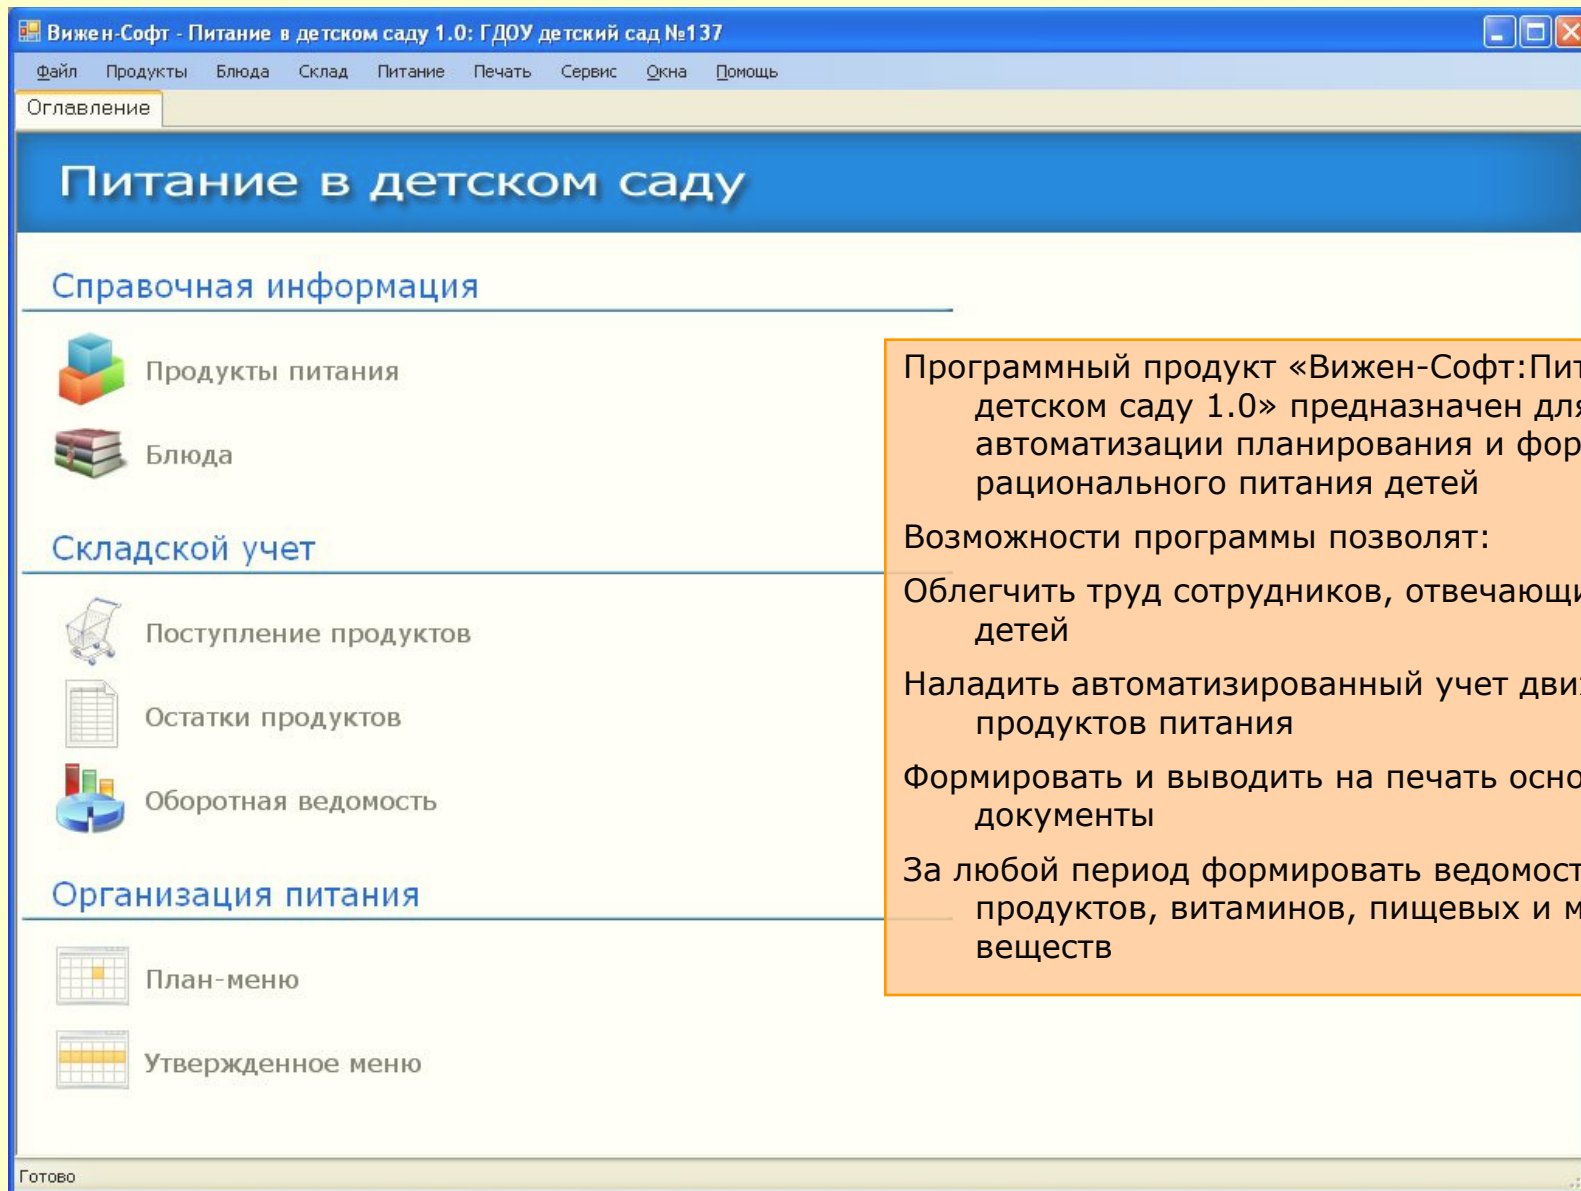 Вижен-Софт - Питание в детском саду 1.0: ГДОУ детский сад №137
Файл Продукты Блюда Склад Питание Печать Сервис Окна Помощь
Оглавление
Питание в детском саду
Справочная информация
Продукты питания
Блюда
Складской учет
Поступление продуктов
Остатки продуктов
Оборотная ведомость
Организация питания
План-меню
Утвержденное меню
Программный продукт «Вижен-Софт:Пит
детском саду 1.0» предназначен для
автоматизации планирования и фор
рационального питания детей
Возможности программы позволят:
Облегчить труд сотрудников, отвечающи
детей
Наладить автоматизированный учет дви
продуктов питания
Формировать и выводить на печать осно
документы
За любой период формировать ведомост
продуктов, витаминов, пищевых и м
веществ
Готово